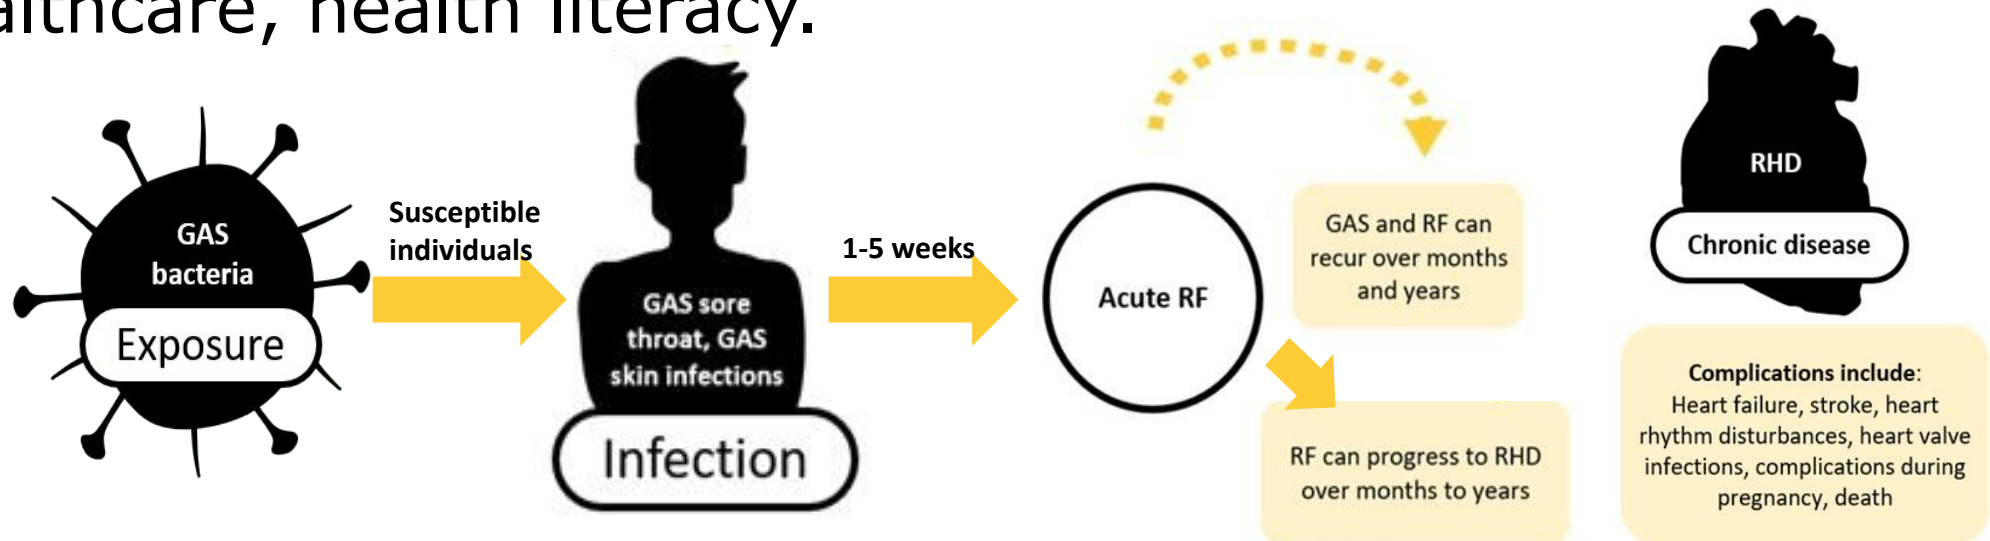 healthcare, health literacy.
GAS
bacteria
Exposure
Susceptible
individuals
GAS sore
throat, GAS
skin infections
Infection
1-5 weeks
Acute RF
GAS and RF can
recur over months
and years
RF can progress to RHD
over months to years
RHD
Chronic disease
Complications include:
Heart failure, stroke, heart
rhythm disturbances, heart valve
infections, complications during
pregnancy, death